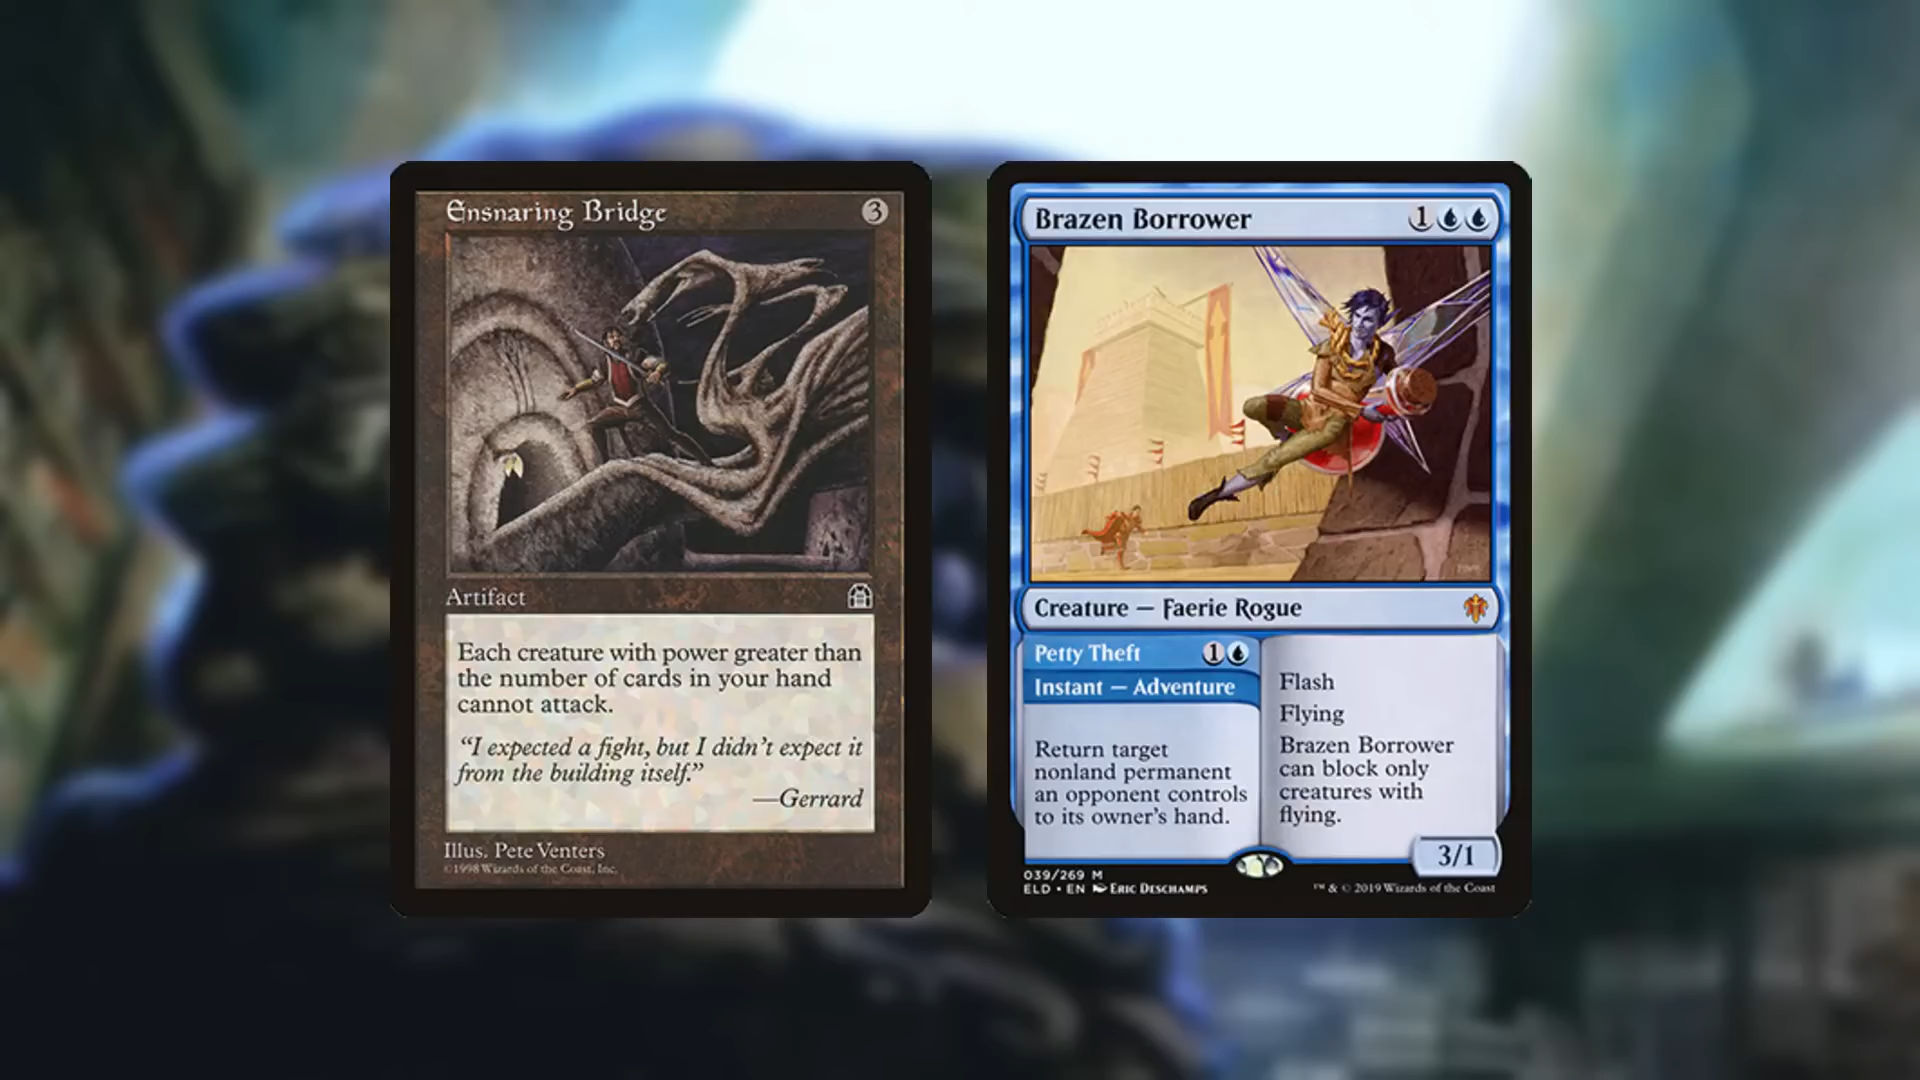 Ensnaring Bridge 3
Artifact
Each creature with power greater than
the number of cards in your hand
cannot attack.
"I expected a fight, but I didn't expect it
from the building itself."
—Gerrard
Illus. Pete Venters
©1998 Wizards of the Coast, Inc.
Brazen Borrower 1
Creature — Faerie Rogue
Petty Theft 1
Instant — Adventure
Return target
nonland permanent
an opponent controls
to its owner's hand.
Flash
Flying
Brazen Borrower
can block only
creatures with
flying.
3/1
039/269 M
ELD • EN Eric Deschamps
™ & © 2019 Wizards of the Coast